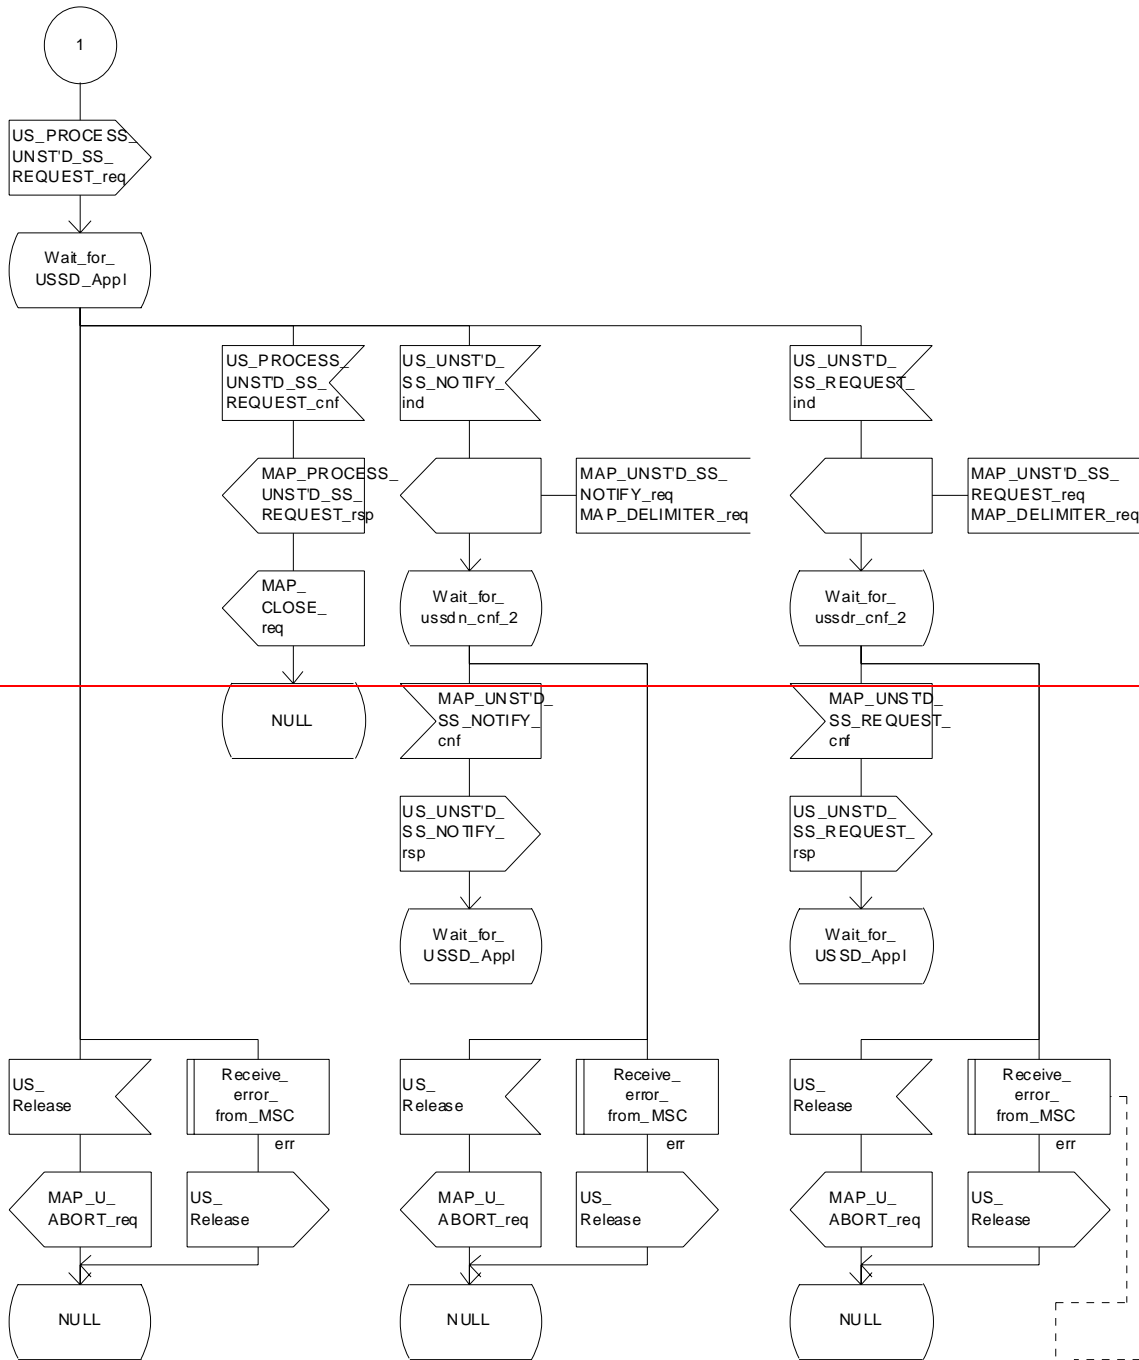 1
US_PROCESS_
UNST'D_SS_
REQUEST_req
Wait_for_
USSD_Appl
US_PROCESS_
UNST'D_SS_
REQUEST_cnf
US_UNST'D_
SS_NOTIFY_
ind
US_UNST'D_
SS_REQUEST_
ind
MAP_PROCESS_
UNST'D_SS_
REQUEST_rsp
MAP_UNST'D_SS_
NOTIFY_req
MAP_DELIMITER_req
MAP_UNST'D_SS_
REQUEST_req
MAP_DELIMITER_req
MAP_
CLOSE_
req
Wait_for_
ussdn_cnf_2
Wait_for_
ussdr_cnf_2
NULL
MAP_UNST'D_
SS_NOTIFY_
cnf
MAP_UNST'D_
SS_REQUEST_
cnf
US_UNST'D_
SS_NOTIFY_
rsp
US_UNST'D_
SS_REQUEST_
rsp
Wait_for_
USSD_Appl
Wait_for_
USSD_Appl
US_
Release
Receive_
error_
from_MSC
err
US_
Release
Receive_
error_
from_MSC
err
US_
Release
Receive_
error_
from_MSC
err
MAP_U_
ABORT_req
US_
Release
MAP_U_
ABORT_req
US_
Release
MAP_U_
ABORT_req
US_
Release
NULL
NULL
NULL